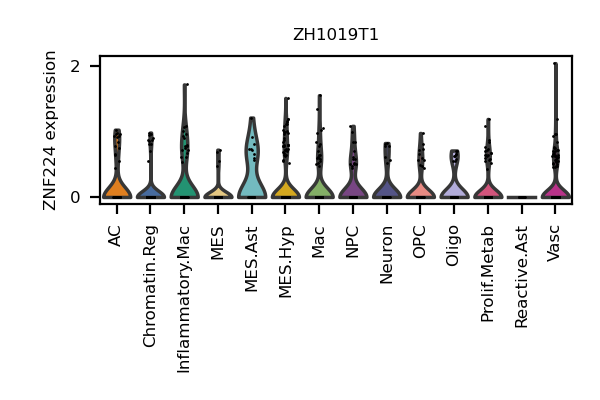 ZH1019T1
ZNF224 expression
2
0
AC
Chromatin.Reg
Inflammatory.Mac
MES
MES.Ast
MES.Hyp
Mac
NPC
Neuron
OPC
Oligo
Prolif.Metab
Reactive.Ast
Vasc